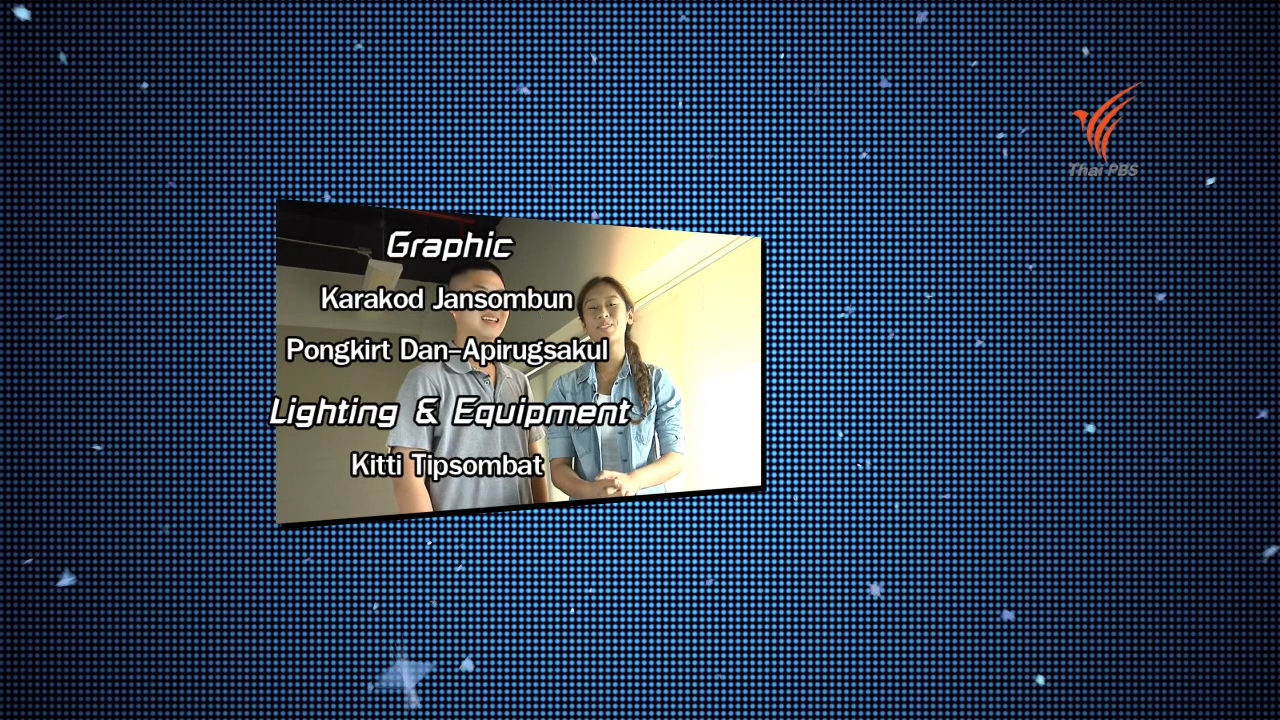 Thai PBS
Graphic
Karakod Jansombun
Pongkirt Dan-Apirugsakul
Lighting & Equipment
Kitti Tipsombat